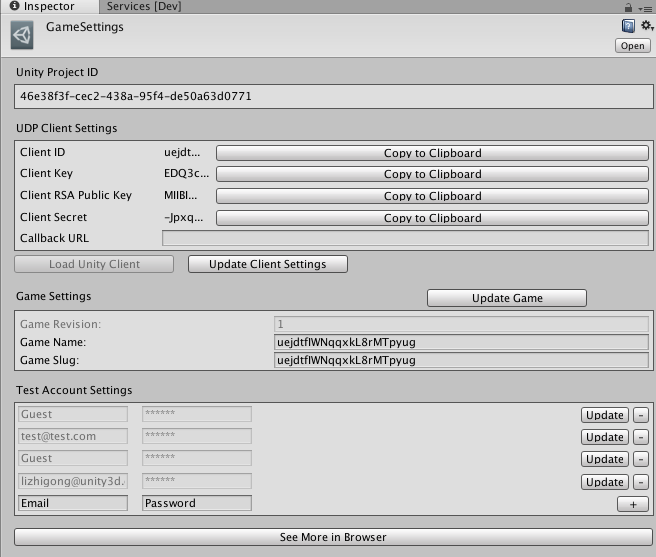 Inspector Services [Dev]
GameSettings
Open
Unity Project ID
46e38f3f-cec2-438a-95f4-de50a63d0771
UDP Client Settings
Client ID uejdt... Copy to Clipboard
Client Key EDQ3c... Copy to Clipboard
Client RSA Public Key MIIBI... Copy to Clipboard
Client Secret -Jpxq... Copy to Clipboard
Callback URL
Load Unity Client Update Client Settings
Game Settings Update Game
Game Revision: 1
Game Name: uejdtflWNqqxkL8rMTpyug
Game Slug: uejdtflWNqqxkL8rMTpyug
Test Account Settings
Guest ****** Update -
test@test.com ****** Update -
Guest ****** Update -
lizhigong@unity3d. ****** Update -
Email Password +
See More in Browser